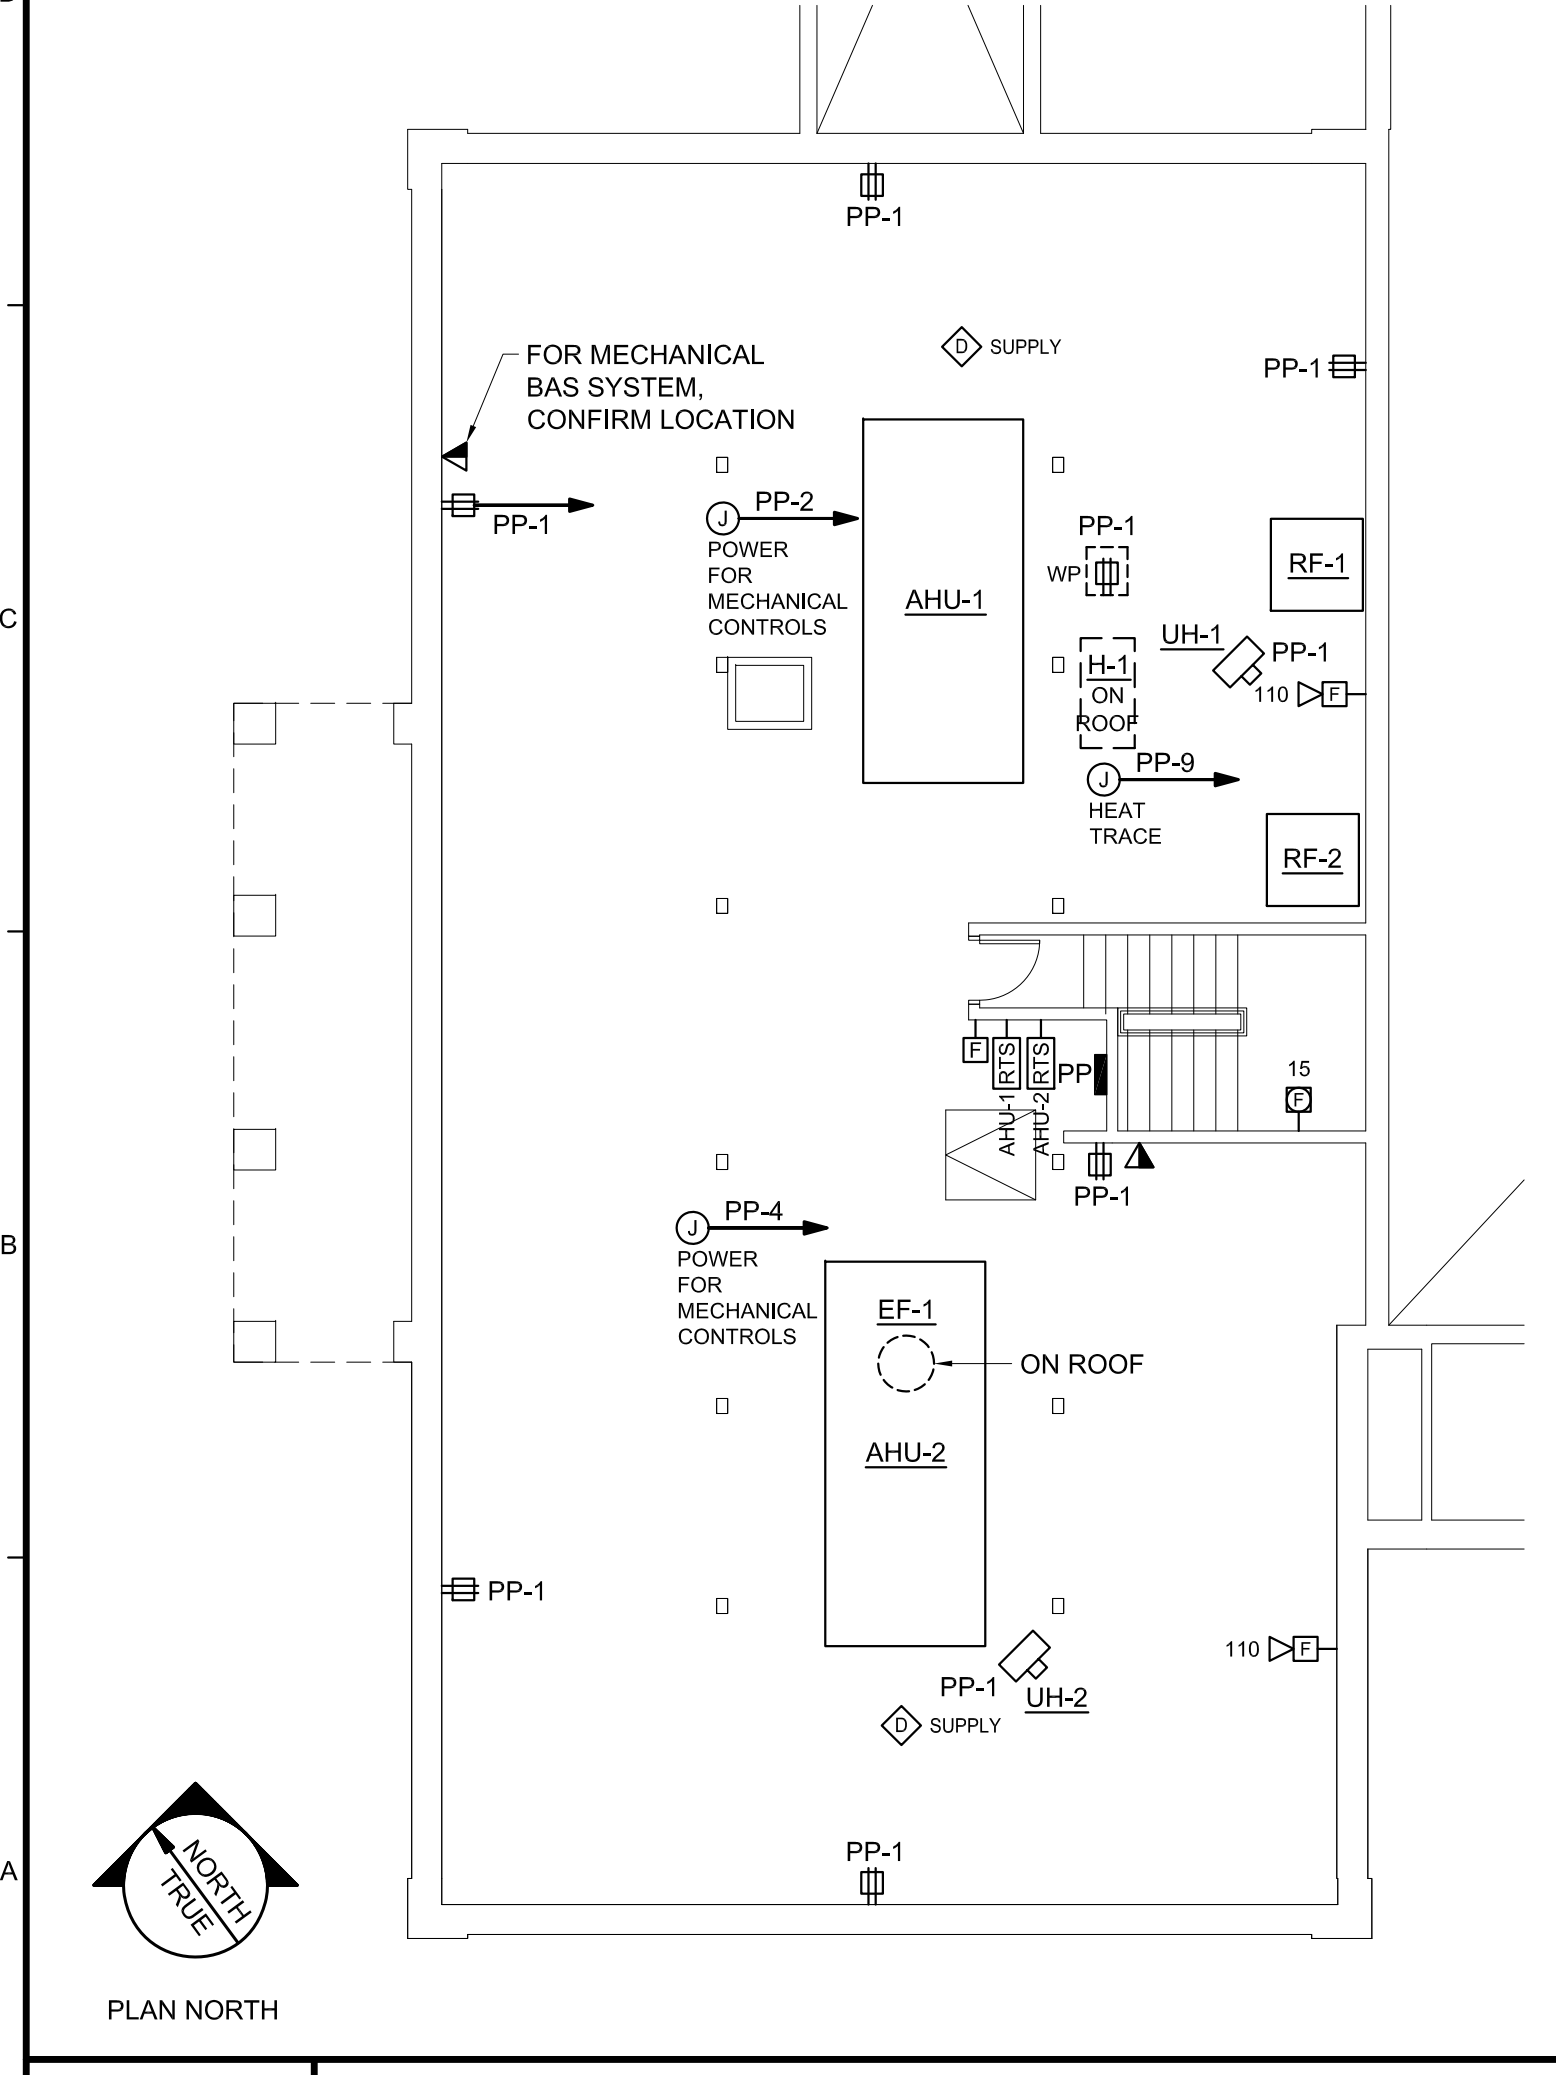 PP-1
FOR MECHANICAL
BAS SYSTEM,
CONFIRM LOCATION
D SUPPLY
PP-1
PP-1
J PP-2
POWER
FOR
MECHANICAL
CONTROLS
AHU-1
PP-1
WP
RF-1
UH-1
PP-1
H-1
ON
ROOF
110 F
C
J PP-9
HEAT
TRACE
RF-2
F
RTS
RTS
AHU-1
AHU-2
PP
15
F
PP-1
J PP-4
POWER
FOR
MECHANICAL
CONTROLS
B
EF-1
ON ROOF
AHU-2
PP-1
110 F
PP-1
UH-2
D SUPPLY
PP-1
A
NORTH
TRUE
PLAN NORTH